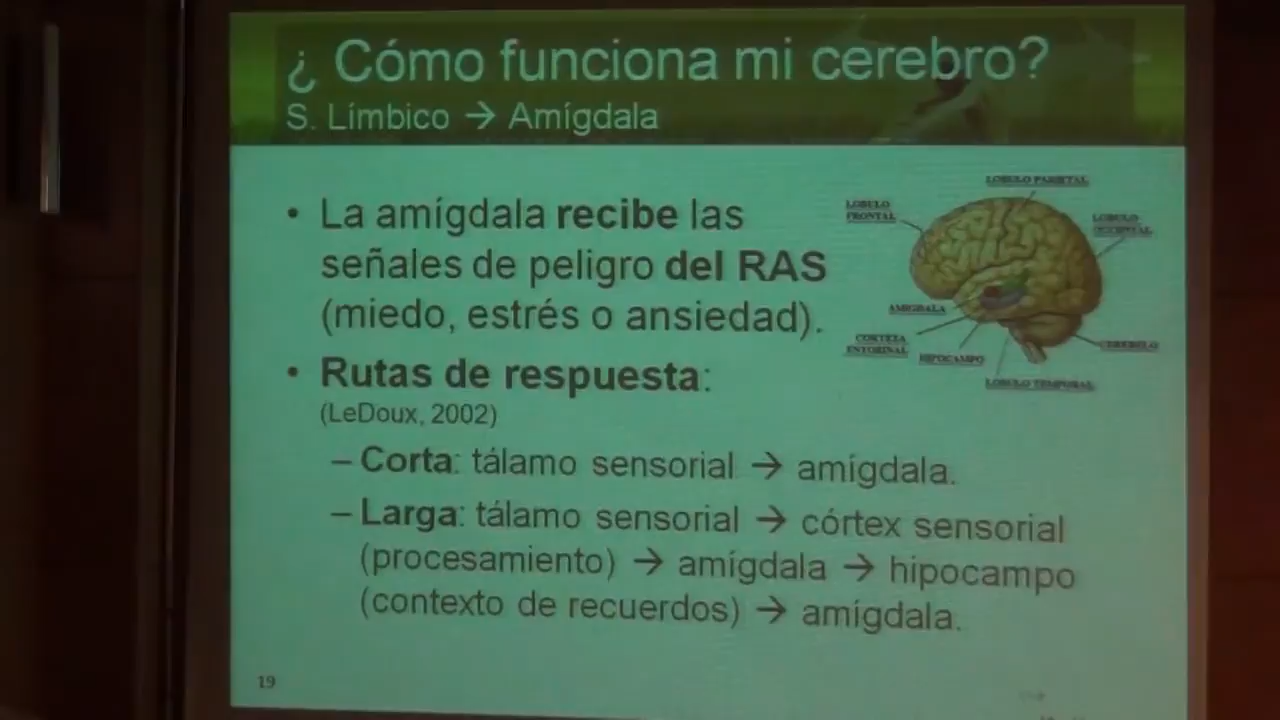 ¿ Cómo funciona mi cerebro?
S. Límbico → Amígdala
• La amígdala recibe las
señales de peligro del RAS
(miedo, estrés o ansiedad).
• Rutas de respuesta:
(LeDoux, 2002)
– Corta: tálamo sensorial → amígdala.
– Larga: tálamo sensorial → córtex sensorial
(procesamiento) → amígdala → hipocampo
(contexto de recuerdos) → amígdala.
LOBULO PARIETAL
LOBULO
FRONTAL
LOBULO
OCCIPITAL
AMIGDALA
CORTEZA
ENTORINAL
HIPOCAMPO
CEREBELO
LOBULO TEMPORAL
19